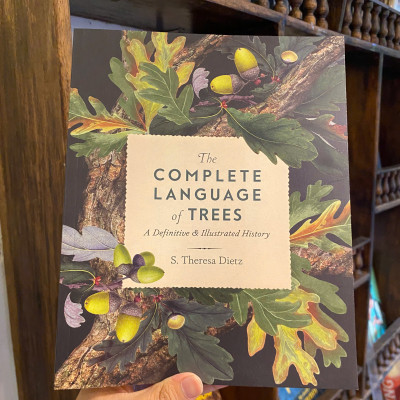 The
COMPLETE
LANGUAGE
of TREES
A Definitive & Illustrated History
S. Theresa Dietz